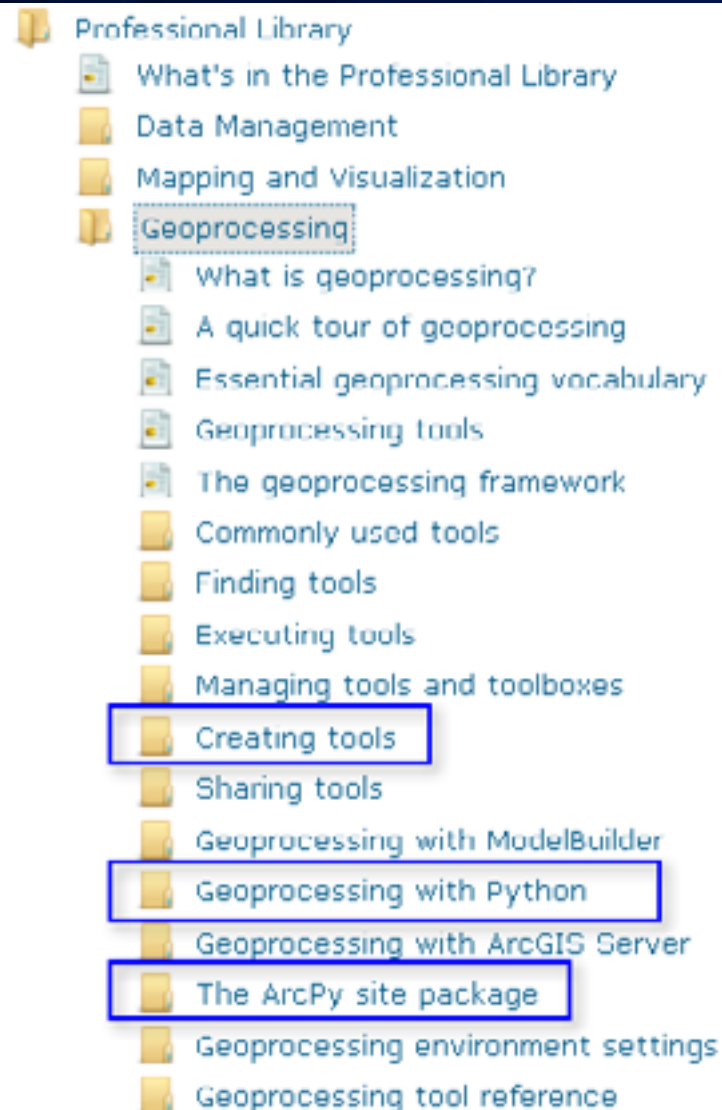 Professional Library
What's in the Professional Library
Data Management
Mapping and Visualization
Geoprocessing
What is geoprocessing?
A quick tour of geoprocessing
Essential geoprocessing vocabulary
Geoprocessing tools
The geoprocessing framework
Commonly used tools
Finding tools
Executing tools
Managing tools and toolboxes
Creating tools
Sharing tools
Geoprocessing with ModelBuilder
Geoprocessing with Python
Geoprocessing with ArcGIS Server
The ArcPy site package
Geoprocessing environment settings
Geoprocessing tool reference